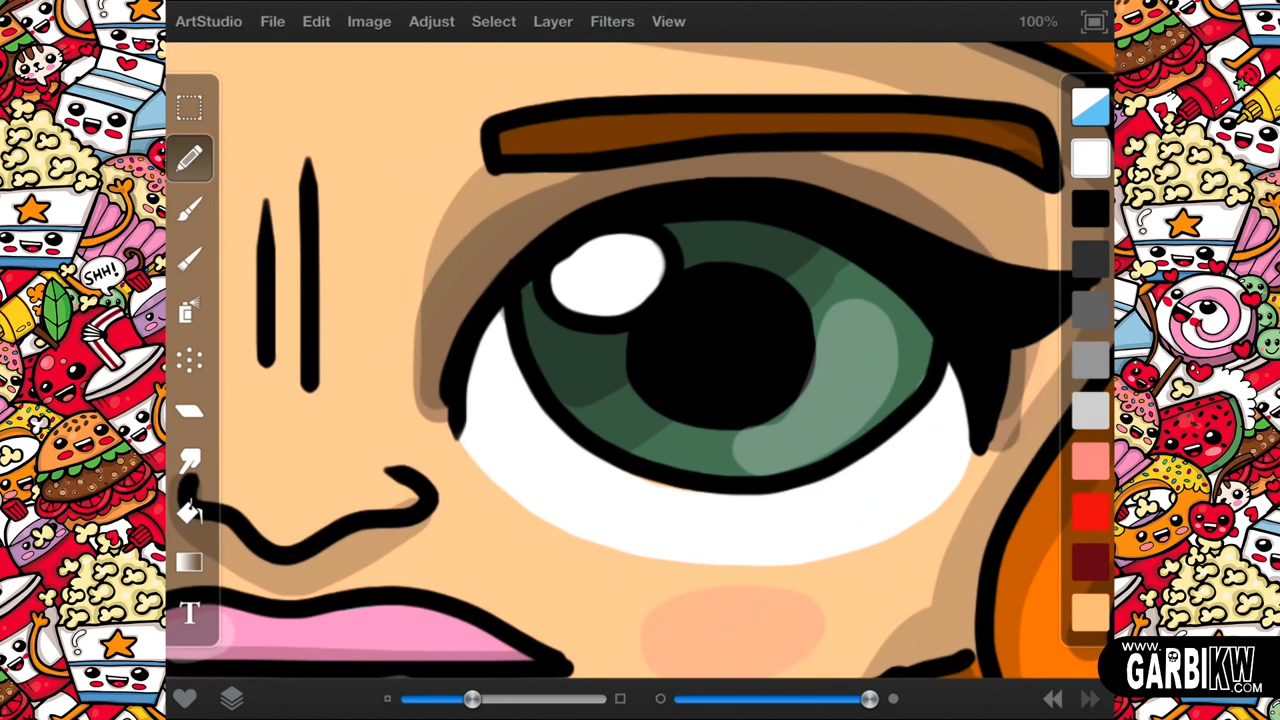 ArtStudio File Edit Image Adjust Select Layer Filters View 100%
SHH!
T
WWW.
GARBIKW
.COM